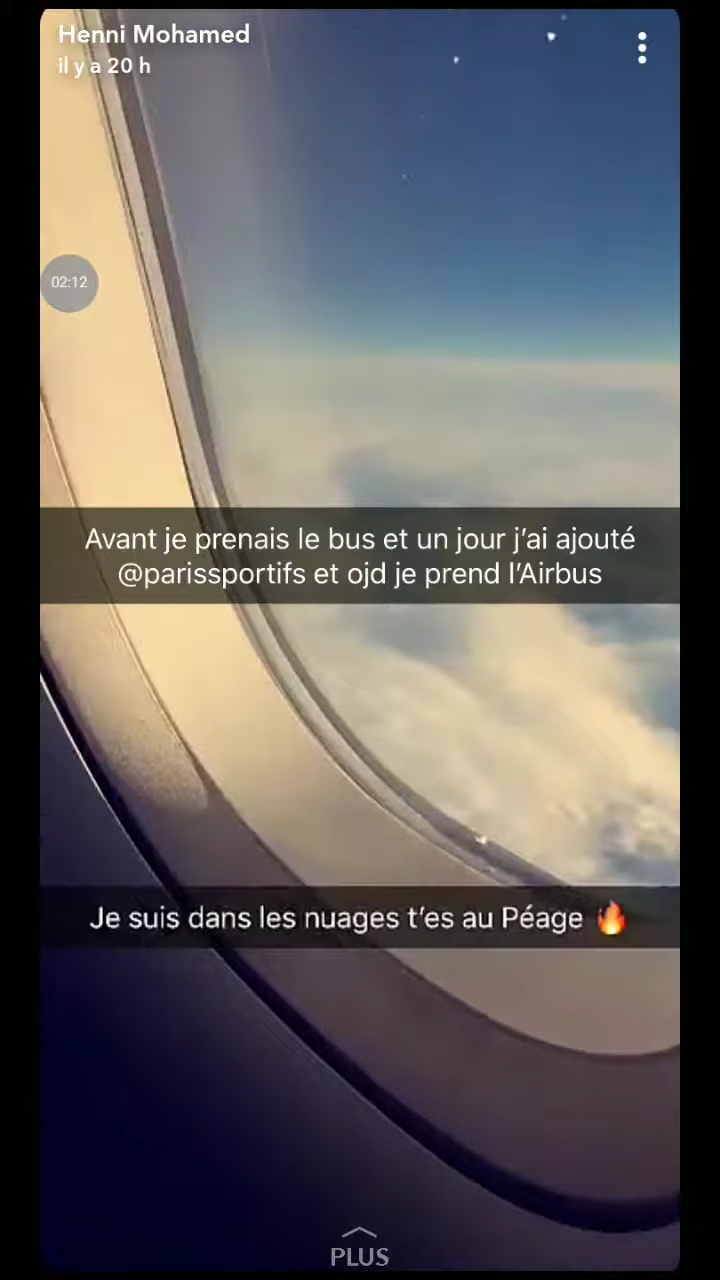 Henni Mohamed
il y a 20 h
02:12
Avant je prenais le bus et un jour j’ai ajouté
@parissportifs et ojd je prend l’Airbus
Je suis dans les nuages t’es au Péage 🔥
PLUS